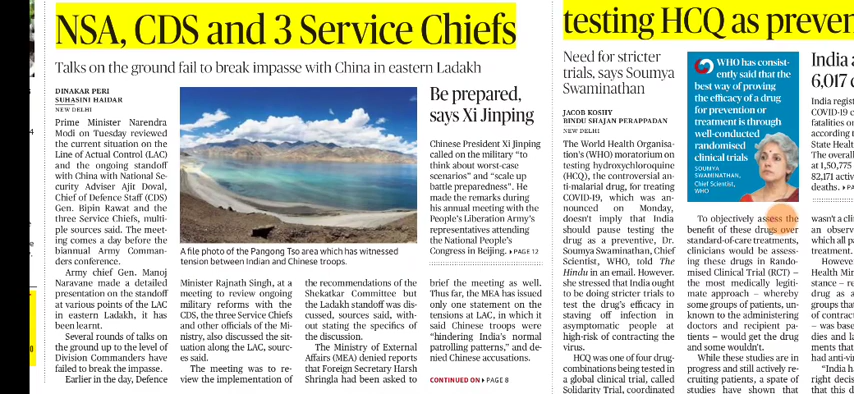 NSA, CDS and 3 Service Chiefs
Talks on the ground fail to break impasse with China in eastern Ladakh
DINAKAR PERI
SUHASINI HAIDAR
NEW DELHI
Prime Minister Narendra
Modi on Tuesday reviewed
the current situation on the
Line of Actual Control (LAC)
and the ongoing standoff
with China with National Se-
curity Adviser Ajit Doval,
Chief of Defence Staff (CDS)
Gen. Bipin Rawat and the
three Service Chiefs, multi-
ple sources said. The meet-
ing comes a day before the
biannual Army Comman-
ders conference.
Army chief Gen. Manoj
Naravane made a detailed
presentation on the standoff
at various points of the LAC
in eastern Ladakh, it has
been learnt.
Several rounds of talks on
the ground up to the level of
Division Commanders have
failed to break the impasse.
Earlier in the day, Defence
A file photo of the Pangong Tso area which has witnessed
tension between Indian and Chinese troops.
Minister Rajnath Singh, at a
meeting to review ongoing
military reforms with the
CDS, the three Service Chiefs
and other officials of the Mi-
nistry, also discussed the sit-
uation along the LAC, sourc-
es said.
The meeting was to re-
view the implementation of
the recommendations of the
Shekatkar Committee but
the Ladakh standoff was dis-
cussed, sources said, with-
out stating the specifics of
the discussion.
The Ministry of External
Affairs (MEA) denied reports
that Foreign Secretary Harsh
Shringla had been asked to
Be prepared,
says Xi Jinping
Chinese President Xi Jinping
called on the military “to
think about worst-case
scenarios” and “scale up
battle preparedness”. He
made the remarks during
his annual meeting with the
People’s Liberation Army’s
representatives attending
the National People’s
Congress in Beijing. ▸PAGE 12
brief the meeting as well.
Thus far, the MEA has issued
only one statement on the
tensions at LAC, in which it
said Chinese troops were
“hindering India’s normal
patrolling patterns,” and de-
nied Chinese accusations.
CONTINUED ON ▸ PAGE 8
testing HCQ as preven
Need for stricter
trials, says Soumya
Swaminathan
JACOB KOSHY
BINDU SHAJAN PERAPPADAN
NEW DELHI
The World Health Organisa-
tion’s (WHO) moratorium on
testing hydroxychloroquine
(HCQ), the controversial an-
ti-malarial drug, for treating
COVID-19, which was an-
nounced on Monday,
doesn’t imply that India
should pause testing the
drug as a preventive, Dr.
Soumya Swaminathan, Chief
Scientist, WHO, told The
Hindu in an email. However,
she stressed that India ought
to be doing stricter trials to
test the drug’s efficacy in
staving off infection in
asymptomatic people at
high-risk of contracting the
virus.
HCQ was one of four drug-
combinations being tested in
a global clinical trial, called
Solidarity Trial, coordinated
WHO has consist-
ently said that the
best way of proving
the efficacy of a drug
for prevention or
treatment is through
well-conducted
randomised
clinical trials
SOUMYA
SWAMINATHAN,
Chief Scientist,
WHO
To objectively assess the
benefit of these drugs over
standard-care treatments,
clinicians would be assess-
ing these drugs in Rando-
mised Clinical Trial (RCT) –
the most medically legiti-
mate approach – whereby
some groups of patients, un-
known to the administering
doctors and recipient pa-
tients – would get the drug
and some wouldn’t.
While these studies are in
progress and still actively re-
cruiting patients, a spate of
studies have shown that
India a
6,017 c
India regist
COVID-19 c
fatalities or
according t
State Healt
The overall
at 1,50,775
82,171 activ
deaths. ▸PA
wasn’t a cli
an observ
which all pa
treatment.
However
Health Min
stance – re
drug as a
groups that
of contract
– was base
dies and l
ments that
had anti-vi
“India h
right decis
that this d